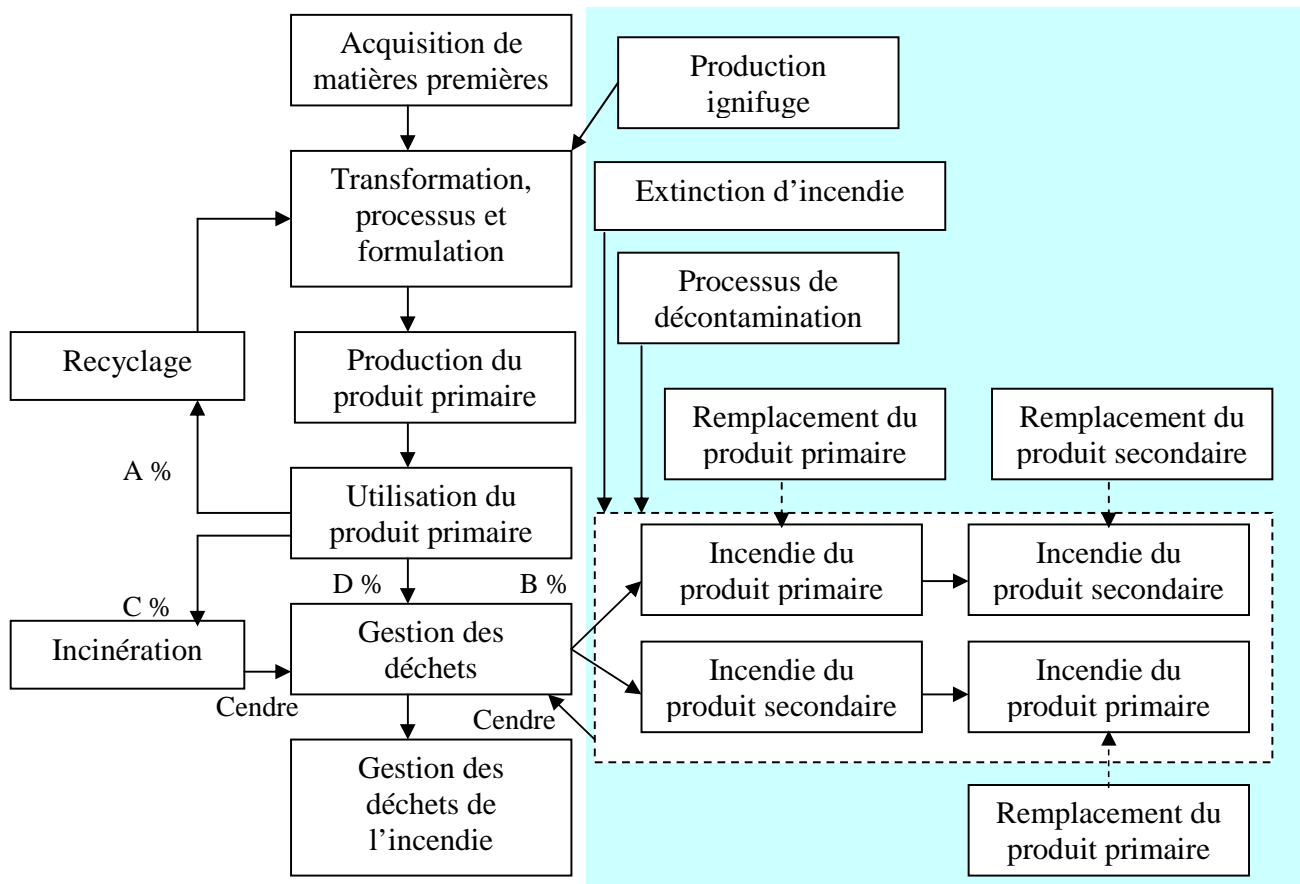 Acquisition de
matières premières
Production
ignifuge
Transformation,
processus et
formulation
Extinction d'incendie
Processus de
décontamination
Recyclage
Production du
produit primaire
Remplacement du
produit primaire
Remplacement du
produit secondaire
A %
Utilisation du
produit primaire
Incendie du
produit primaire
Incendie du
produit secondaire
C %
D %
B %
Incinération
Gestion des
déchets
Incendie du
produit secondaire
Incendie du
produit primaire
Cendre
Cendre
Gestion des
déchets de
l'incendie
Remplacement du
produit primaire